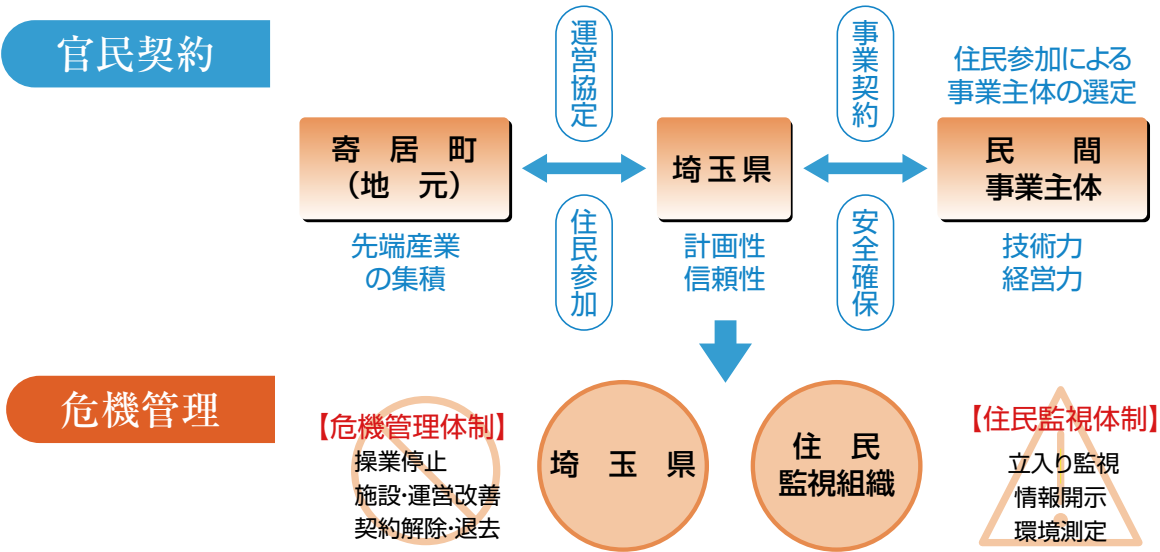 官民契約
運営協定
事業契約
住民参加による
事業主体の選定
寄居町
(地元)
埼玉県
民間
事業主体
住民参加
安全確保
先端産業
の集積
計画性
信頼性
技術力
経営力
危機管理
【危機管理体制】
操業停止
施設・運営改善
契約解除・退去
埼玉県
住民
監視組織
【住民監視体制】
立入り監視
情報開示
環境測定